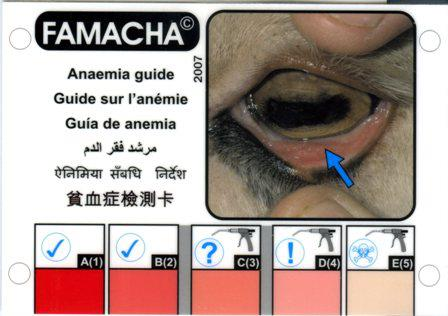 FAMACHA©
2007
Anaemia guide
Guide sur l'anémie
Guía de anemia
مرشد فقر الدم
ऐनिमिया सँबधि निर्देश
貧血症檢測卡
✓ A(1)
✓ B(2)
? C(3)
! D(4)
E(5)